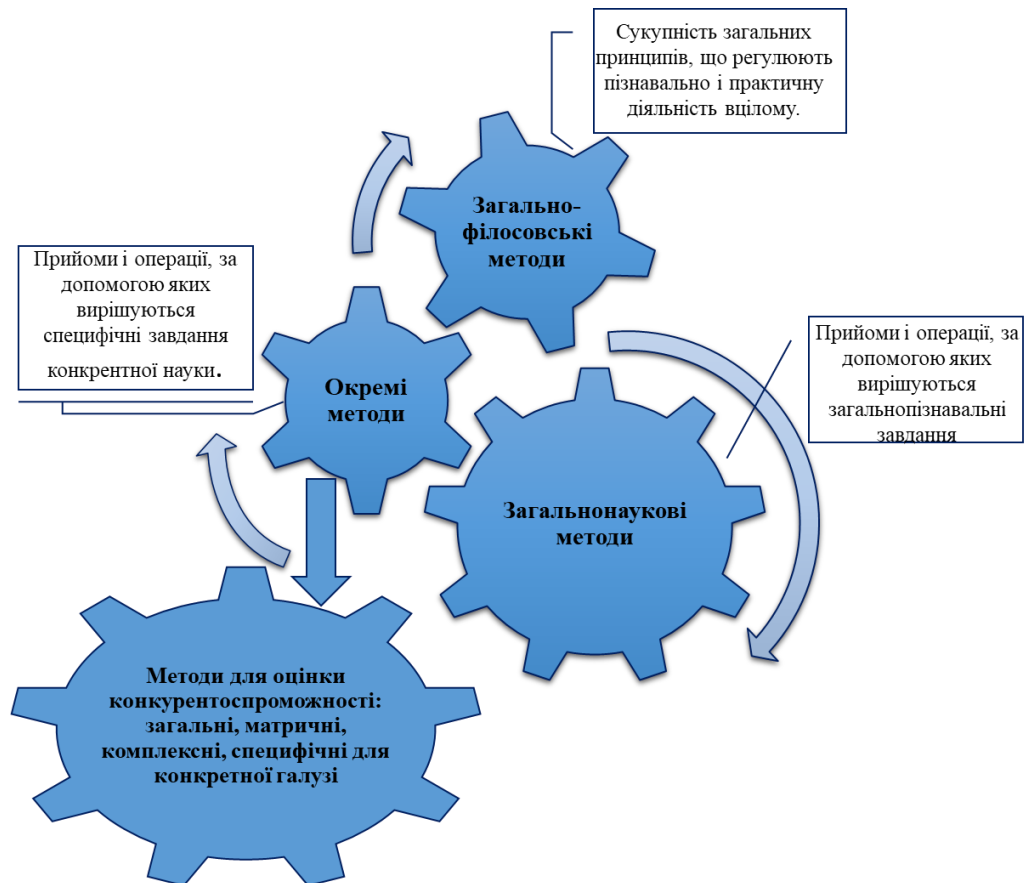 Сукупність загальних
принципів, що регулюють
пізнавально і практичну
діяльність вцілому.
Загально-
філосовські
методи
Прийоми і операції, за
допомогою яких
вирішуються
специфічні завдання
конкрентної науки.
Окремі
методи
Прийоми і операції, за
допомогою яких
вирішуються
загальнопізнавальні
завдання
Загальнонаукові
методи
Методи для оцінки
конкурентоспроможності:
загальні, матричні,
комплексні, специфічні для
конкретної галузі